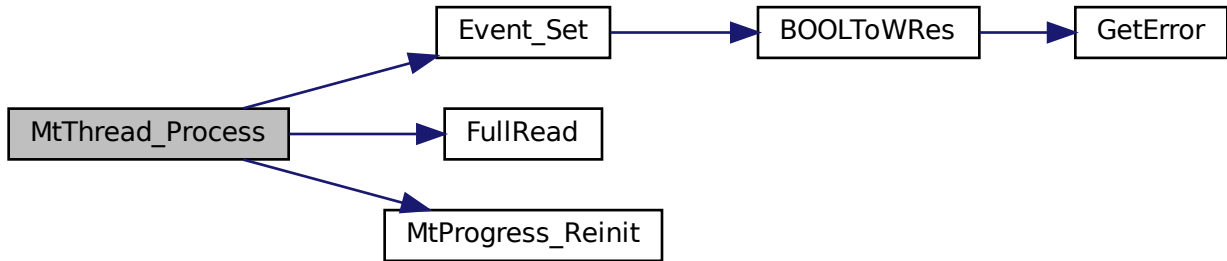 Event_Set
BOOLToWRes
GetError
MtThread_Process
FullRead
MtProgress_Reinit